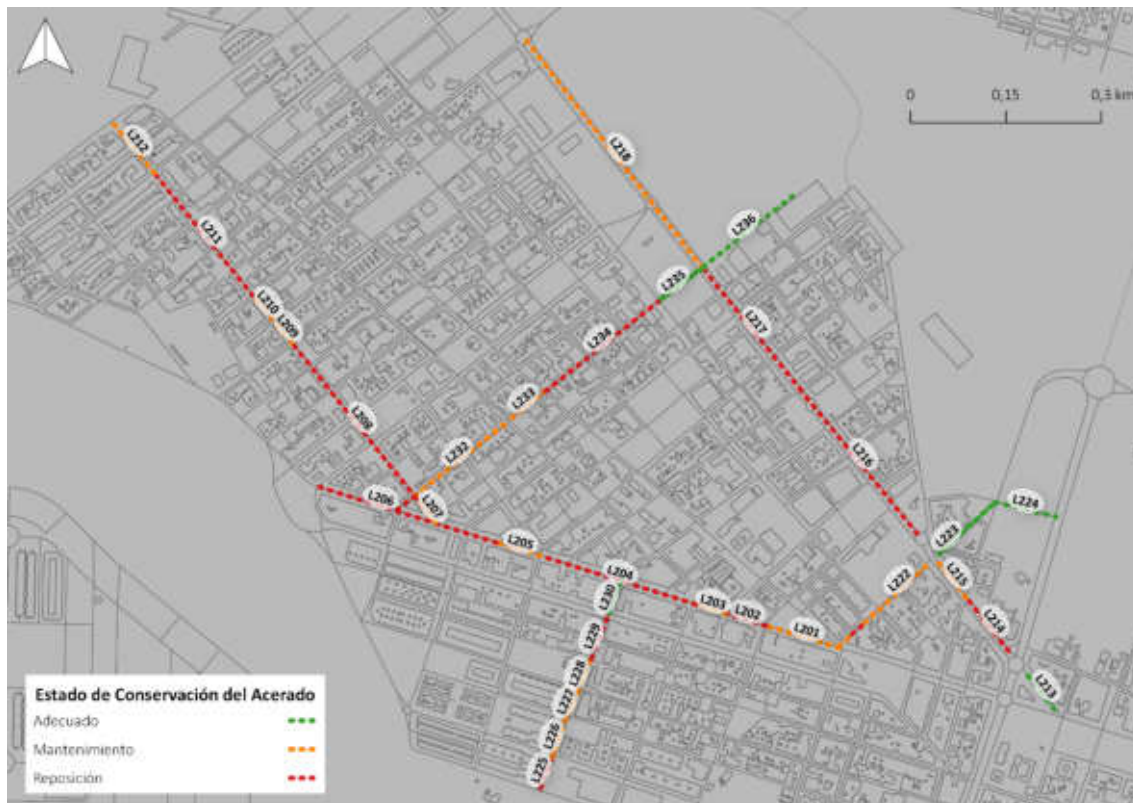 0 0,15 0,3 km
L212
L218
L211
L236
L235
L210
L209
L217
L234
L233
L208
L232
L216
L206
L207
L224
L223
L205
L204
L222
L215
L230
L203
L202
L201
L214
L229
L228
L213
L227
L226
L225
Estado de Conservación del Acerado
Adecuado
Mantenimiento
Reposición